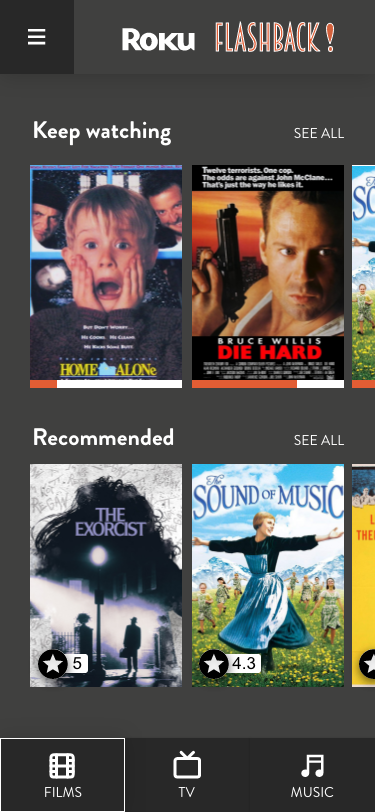 Roku FLASHBACK!
Keep watching
SEE ALL
BUT DON'T WORRY...
HE COOKS. HE CLEANS.
HE KICKS SOME BUTT.
HOME ALONe
Twelve terrorists. One cop.
The odds are against John McClane...
That's just the way he likes it.
BRUCE WILLIS
DIE HARD
Recommended
SEE ALL
THE
EXORCIST
5
The
SOUND OF MUSIC
4.3
FILMS
TV
MUSIC